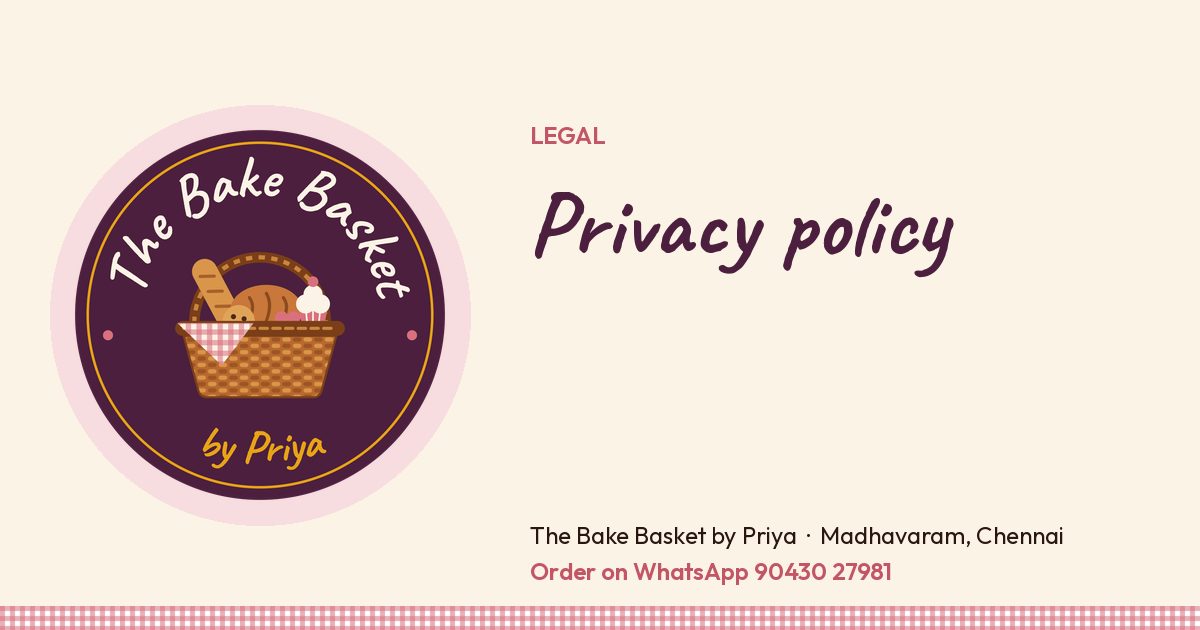 The Bake Basket
by Priya
LEGAL
Privacy policy
The Bake Basket by Priya · Madhavaram, Chennai
Order on WhatsApp 90430 27981